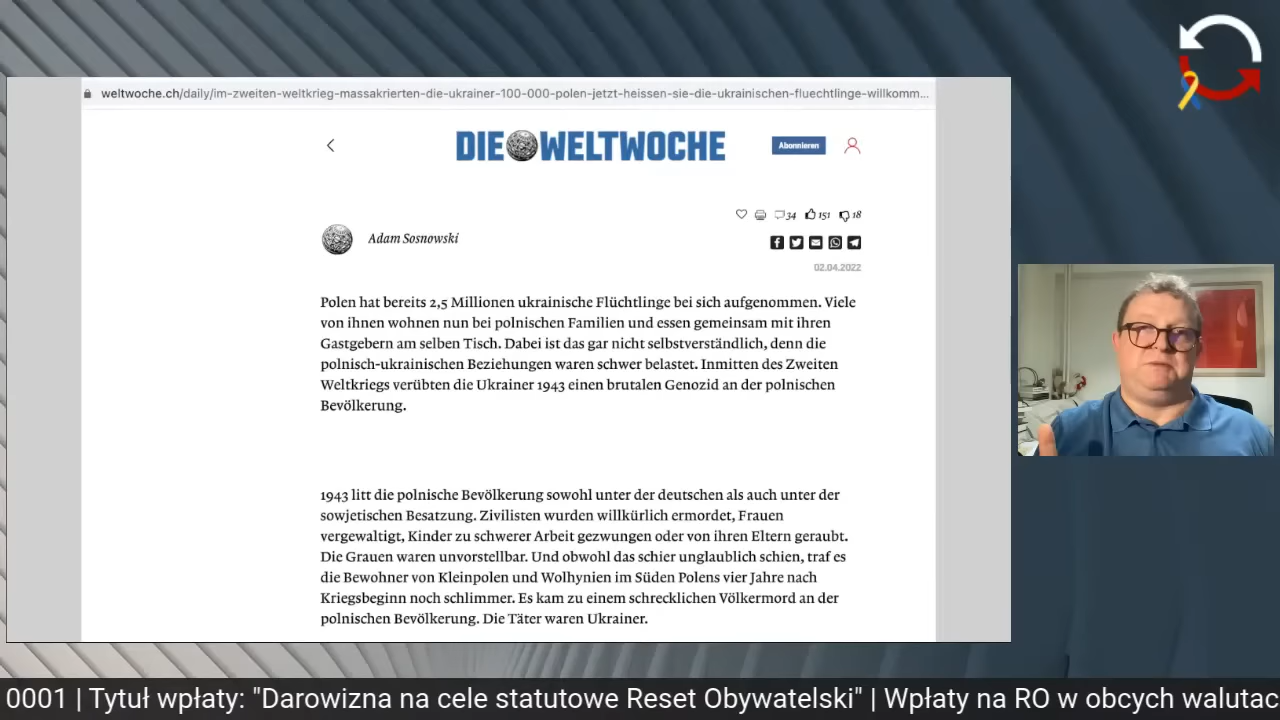 weltwoche.ch/daily/im-zweiten-weltkrieg-massakrierten-die-ukrainer-100-000-polen-jetzt-heissen-sie-die-ukrainischen-fluechtlinge-willkomm...
DIE WELTWOCHE
Abonnieren
34 151 18
Adam Sosnowski
02.04.2022
Polen hat bereits 2,5 Millionen ukrainische Flüchtlinge bei sich aufgenommen. Viele
von ihnen wohnen nun bei polnischen Familien und essen gemeinsam mit ihren
Gastgebern am selben Tisch. Dabei ist das gar nicht selbstverständlich, denn die
polnisch-ukrainischen Beziehungen waren schwer belastet. Inmitten des Zweiten
Weltkriegs verübten die Ukrainer 1943 einen brutalen Genozid an der polnischen
Bevölkerung.
1943 litt die polnische Bevölkerung sowohl unter der deutschen als auch unter der
sowjetischen Besatzung. Zivilisten wurden willkürlich ermordet, Frauen
vergewaltigt, Kinder zu schwerer Arbeit gezwungen oder von ihren Eltern geraubt.
Die Grauen waren unvorstellbar. Und obwohl das schier unglaublich schien, traf es
die Bewohner von Kleinpolen und Wolhynien im Süden Polens vier Jahre nach
Kriegsbeginn noch schlimmer. Es kam zu einem schrecklichen Völkermord an der
polnischen Bevölkerung. Die Täter waren Ukrainer.
0001 | Tytuł wpłaty: "Darowizna na cele statutowe Reset Obywatelski" | Wpłaty na RO w obcych walutac